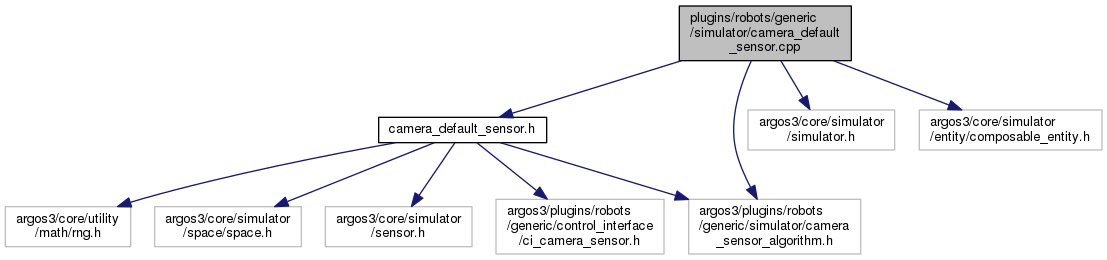 plugins/robots/generic
/simulator/camera_default
_sensor.cpp
camera_default_sensor.h
argos3/core/simulator
/simulator.h
argos3/core/simulator
/entity/composable_entity.h
argos3/core/utility
/math/rng.h
argos3/core/simulator
/space/space.h
argos3/core/simulator
/sensor.h
argos3/plugins/robots
/generic/control_interface
/ci_camera_sensor.h
argos3/plugins/robots
/generic/simulator/camera
_sensor_algorithm.h